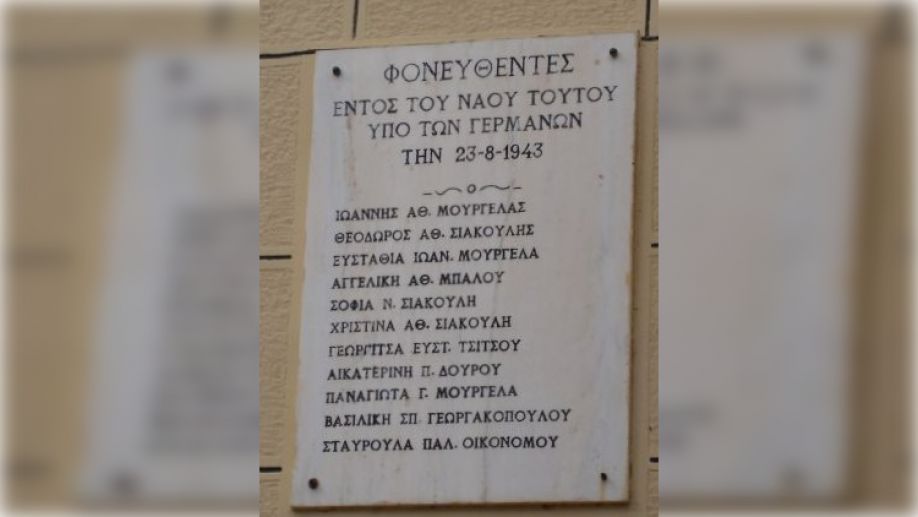 ΦΟΝΕΥΘΕΝΤΕΣ
ΕΝΤΟΣ ΤΟΥ ΝΑΟΥ ΤΟΥΤΟΥ
ΥΠΟ ΤΩΝ ΓΕΡΜΑΝΩΝ
ΤΗΝ 23-8-1943
ΙΩΑΝΝΗΣ ΑΘ. ΜΟΥΡΓΕΛΑΣ
ΘΕΟΔΩΡΟΣ ΑΘ. ΣΙΑΚΟΥΛΗΣ
ΕΥΣΤΑΘΙΑ ΙΩΑΝ. ΜΟΥΡΓΕΛΑ
ΑΓΓΕΛΙΚΗ ΑΘ. ΜΠΑΛΟΥ
ΣΟΦΙΑ Ν. ΣΙΑΚΟΥΛΗ
ΧΡΙΣΤΙΝΑ ΑΘ. ΣΙΑΚΟΥΛΗ
ΓΕΩΡΓΙΤΣΑ ΕΥΣΤ. ΤΣΙΤΣΟΥ
ΑΙΚΑΤΕΡΙΝΗ Π. ΔΟΥΡΟΥ
ΠΑΝΑΓΙΩΤΑ Γ. ΜΟΥΡΓΕΛΑ
ΒΑΣΙΛΙΚΗ ΣΠ. ΓΕΩΡΓΑΚΟΠΟΥΛΟΥ
ΣΤΑΥΡΟΥΛΑ ΠΑΛ. ΟΙΚΟΝΟΜΟΥ